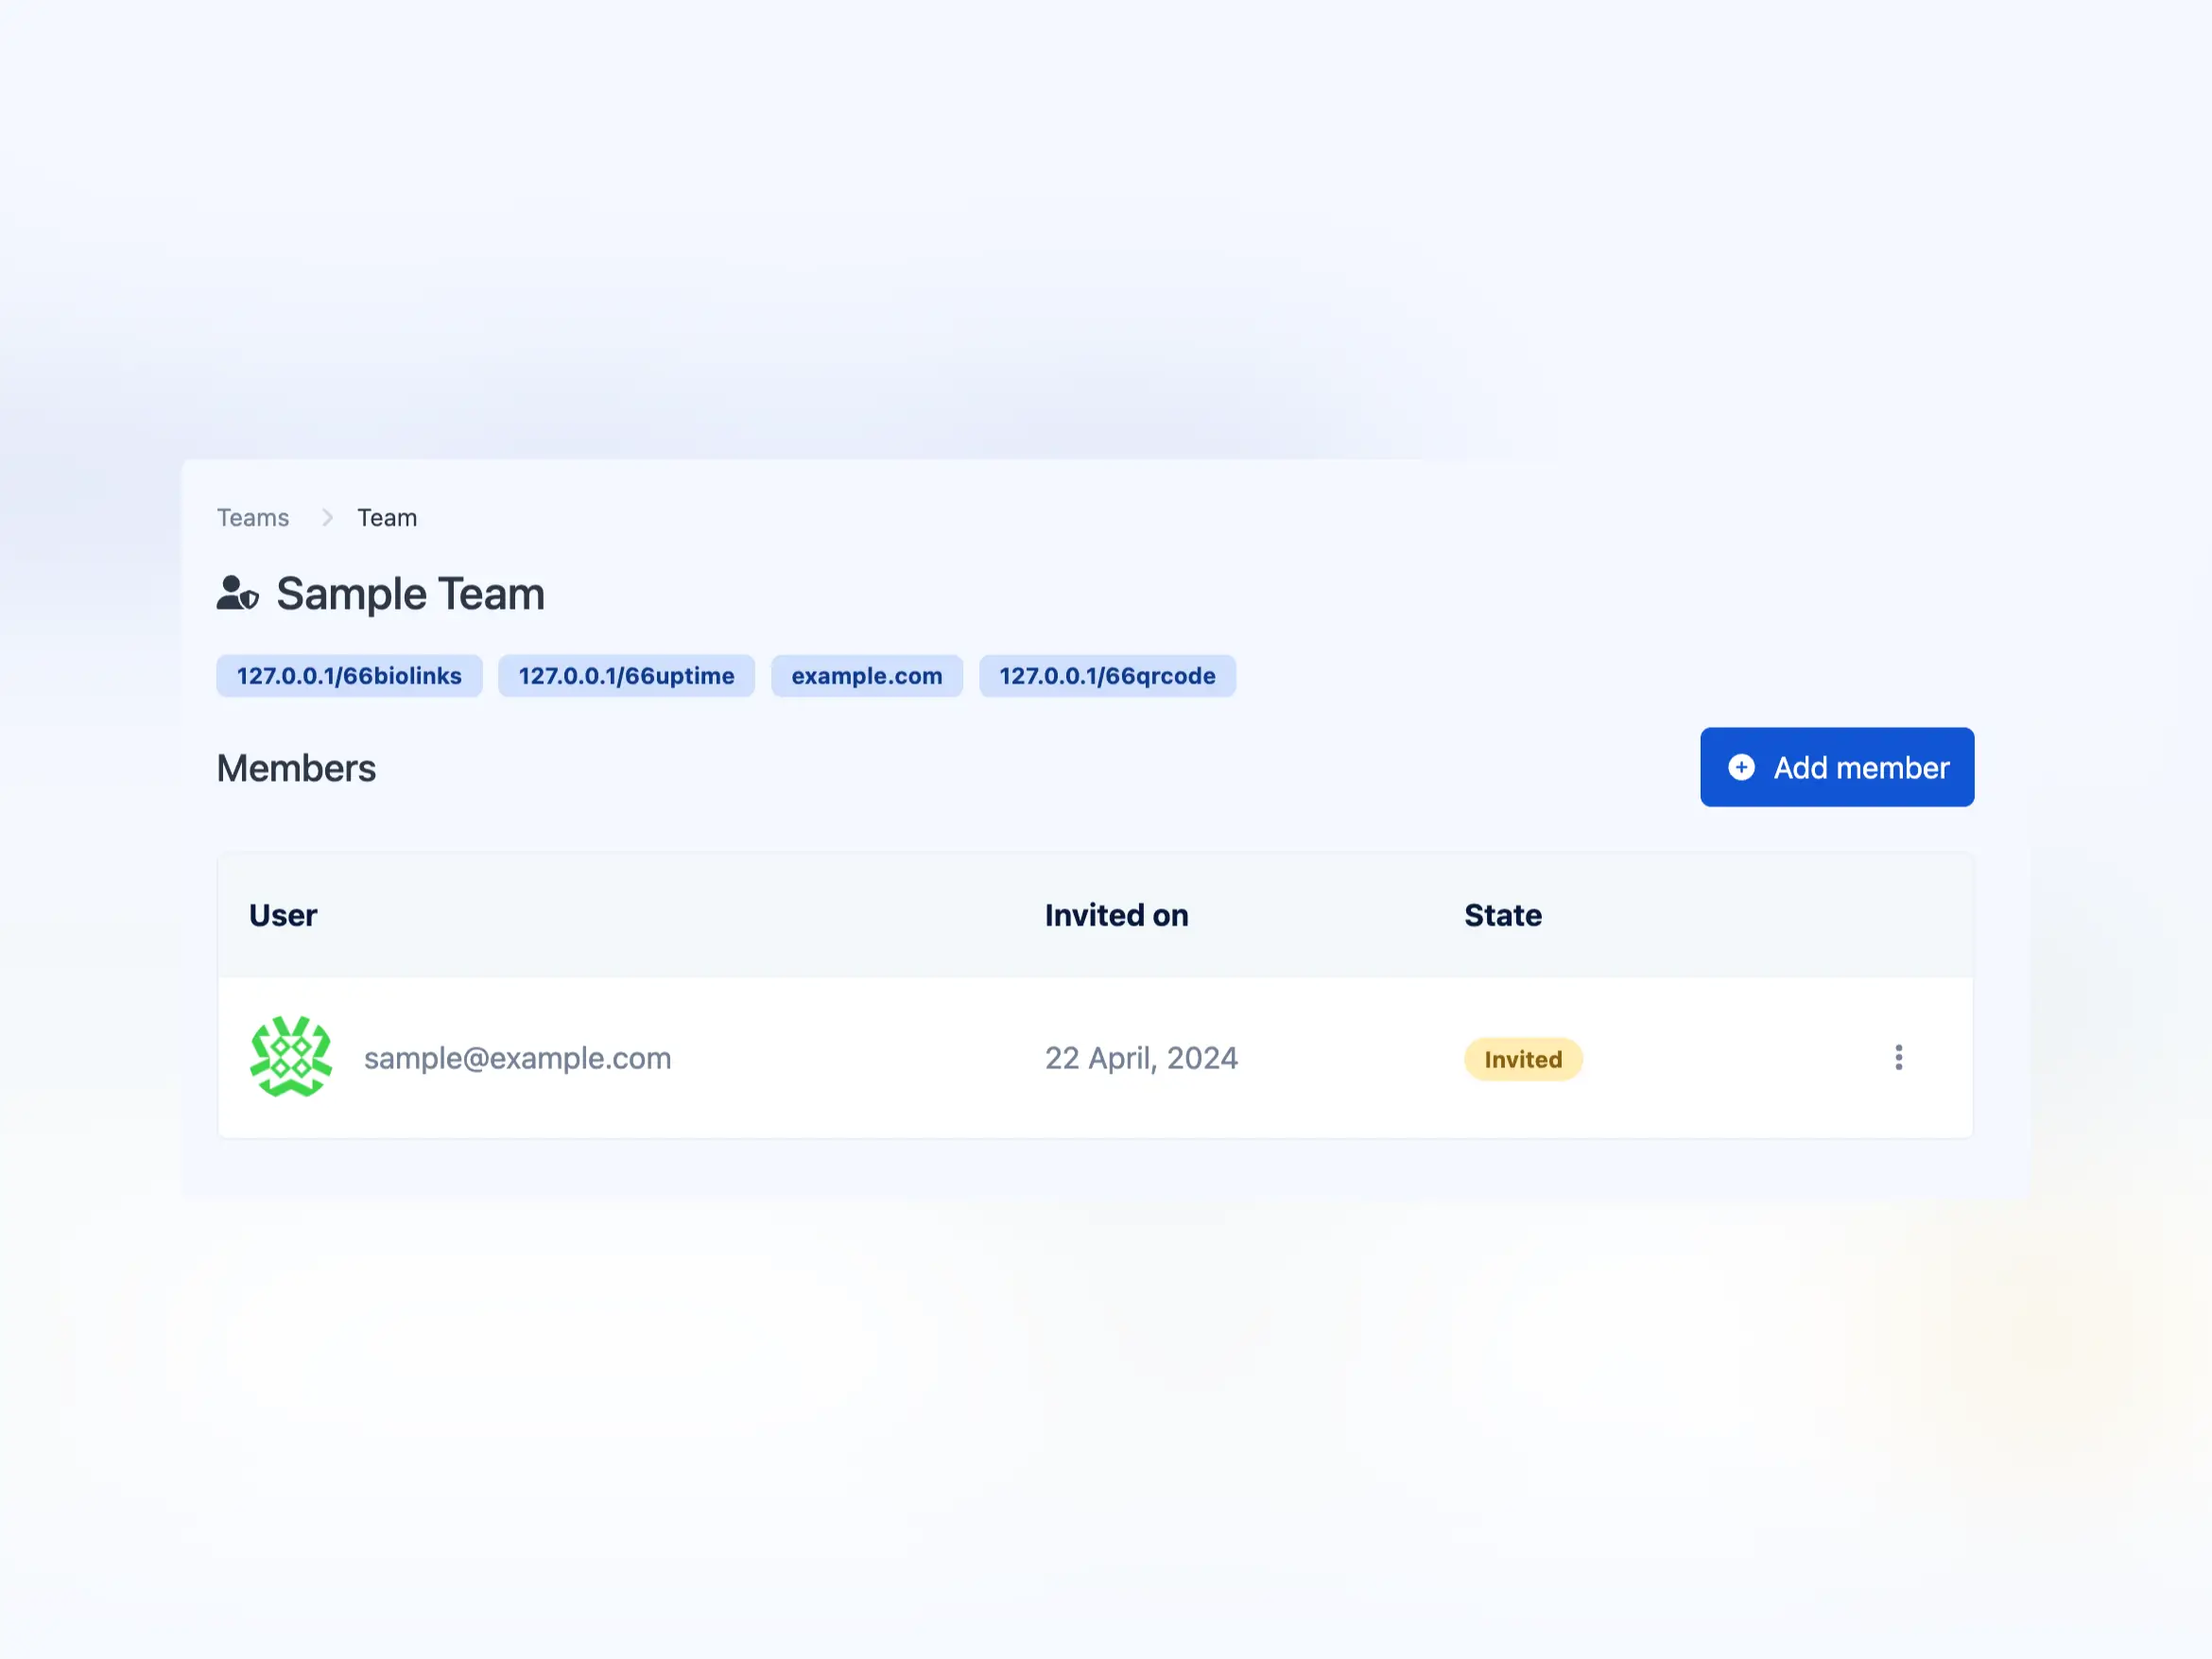 Teams > Team
Sample Team
127.0.0.1/66biolinks 127.0.0.1/66uptime example.com 127.0.0.1/66qrcode
Members
Add member
User Invited on State
sample@example.com 22 April, 2024 Invited